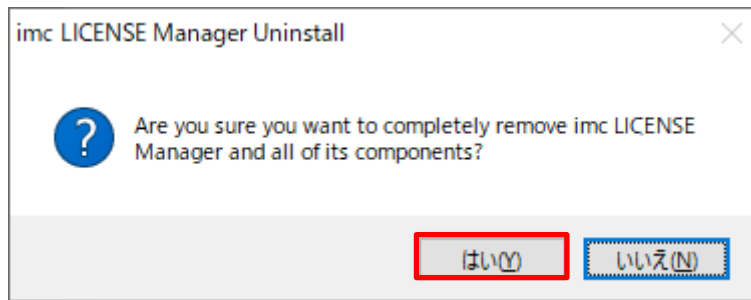 imc LICENSE Manager Uninstall
?
Are you sure you want to completely remove imc LICENSE
Manager and all of its components?
はい(Y)
いいえ(N)